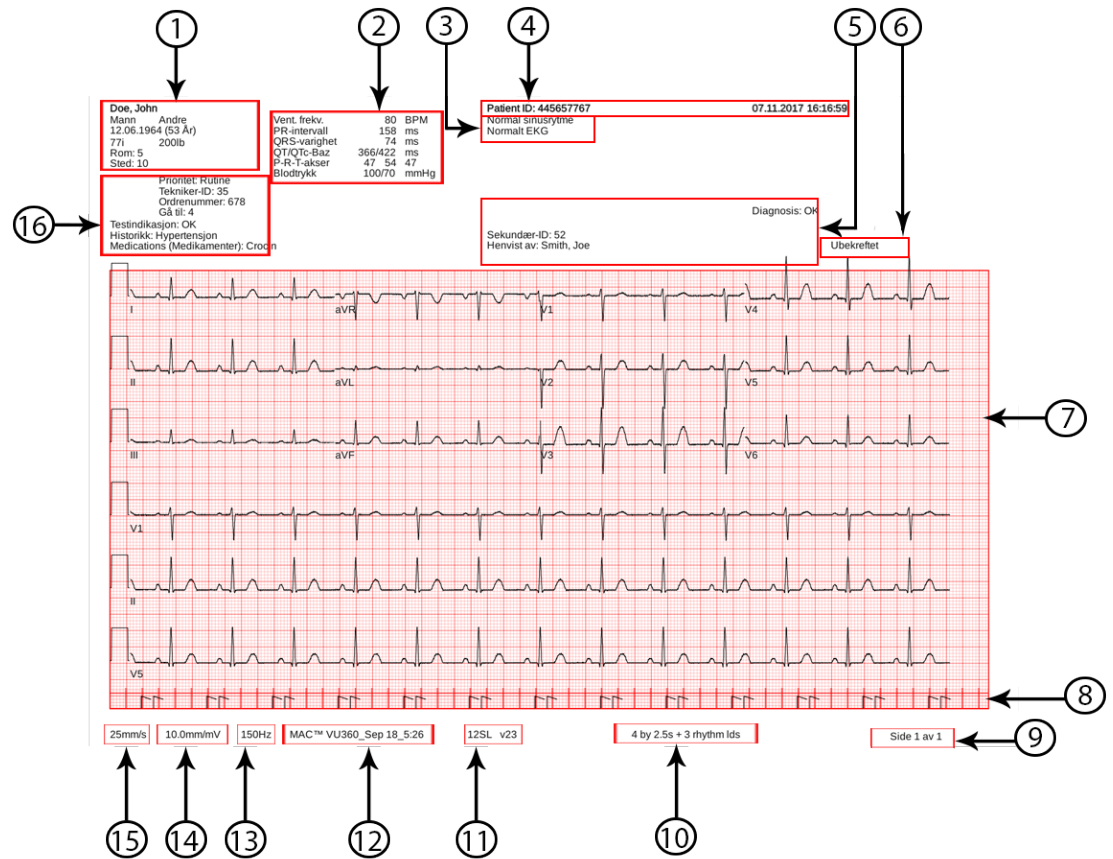 1
2
3
4
5
6
Doe, John
Mann Andre
12.06.1964 (53 År)
77i 200lb
Rom: 5
Sted: 10
Vent. frekv. 80 BPM
PR-intervall 158 ms
QRS-varighet 74 ms
QT/QTc-Baz 366/422 ms
P-R-T-akser 47 54 47
Blodtrykk 100/70 mmHg
Patient ID: 445657767 07.11.2017 16:16:59
Normal sinusrytme
Normalt EKG
16
Prioritet: Rutine
Tekniker-ID: 35
Ordrenummer: 678
Gå til: 4
Testindikasjon: OK
Historikk: Hypertensjon
Medications (Medikamenter): Crocin
Diagnosis: OK
Sekundær-ID: 52
Henvist av: Smith, Joe
Ubekreftet
I aVR V1 V4
II aVL V2 V5
III aVF V3 V6
7
V1
II
V5
8
25mm/s 10.0mm/mV 150Hz MAC™ VU360_Sep 18_5:26 12SL v23 4 by 2.5s + 3 rhythm lds Side 1 av 1
9
15 14 13 12 11 10